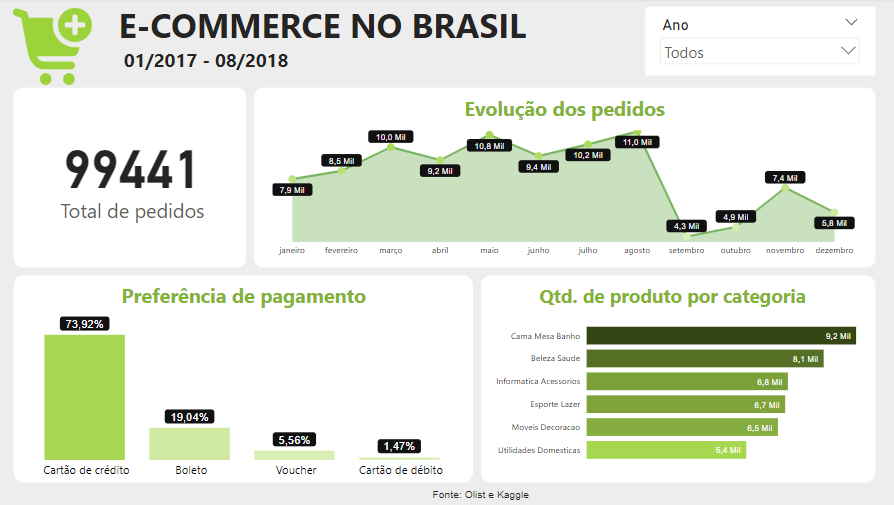 E-COMMERCE NO BRASIL
01/2017 - 08/2018
Ano
Todos
99441
Total de pedidos
Evolução dos pedidos
7,9 Mil
8,5 Mil
10,0 Mil
9,2 Mil
10,8 Mil
9,4 Mil
10,2 Mil
11,0 Mil
4,3 Mil
4,9 Mil
7,4 Mil
5,8 Mil
janeiro fevereiro março abril maio junho julho agosto setembro outubro novembro dezembro
Preferência de pagamento
73,92%
19,04%
5,56%
1,47%
Cartão de crédito Boleto Voucher Cartão de débito
Qtd. de produto por categoria
Cama Mesa Banho 9,2 Mil
Beleza Saude 8,1 Mil
Informatica Acessorios 6,8 Mil
Esporte Lazer 6,7 Mil
Moveis Decoracao 6,5 Mil
Utilidades Domesticas 5,4 Mil
Fonte: Olist e Kaggle